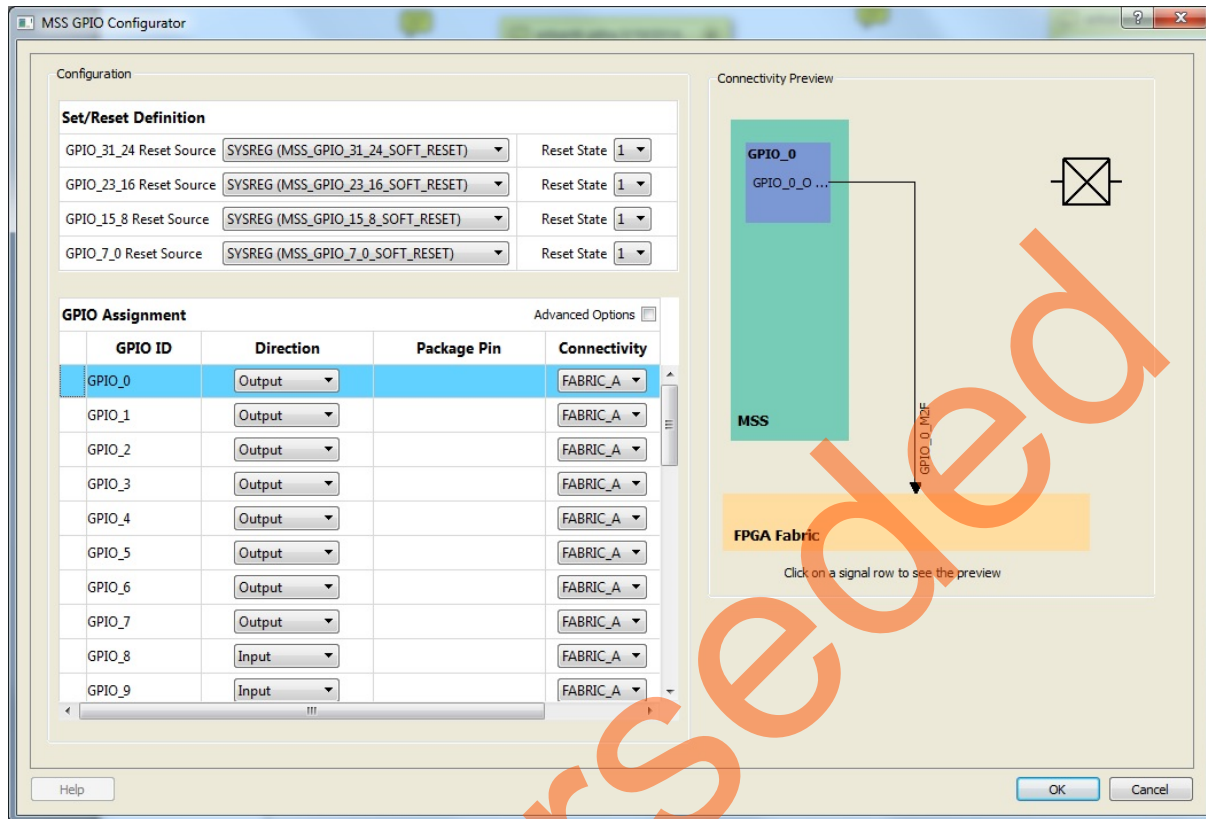 MSS GPIO Configurator
Configuration
Set/Reset Definition
GPIO_31_24 Reset Source SYSREG (MSS_GPIO_31_24_SOFT_RESET) Reset State 1
GPIO_23_16 Reset Source SYSREG (MSS_GPIO_23_16_SOFT_RESET) Reset State 1
GPIO_15_8 Reset Source SYSREG (MSS_GPIO_15_8_SOFT_RESET) Reset State 1
GPIO_7_0 Reset Source SYSREG (MSS_GPIO_7_0_SOFT_RESET) Reset State 1
GPIO Assignment Advanced Options
GPIO ID Direction Package Pin Connectivity
GPIO_0 Output FABRIC_A
GPIO_1 Output FABRIC_A
GPIO_2 Output FABRIC_A
GPIO_3 Output FABRIC_A
GPIO_4 Output FABRIC_A
GPIO_5 Output FABRIC_A
GPIO_6 Output FABRIC_A
GPIO_7 Output FABRIC_A
GPIO_8 Input FABRIC_A
GPIO_9 Input FABRIC_A
Connectivity Preview
GPIO_0
GPIO_0_O ...
MSS
GPIO_0_M2F
FPGA Fabric
Click on a signal row to see the preview
Help OK Cancel
rseded